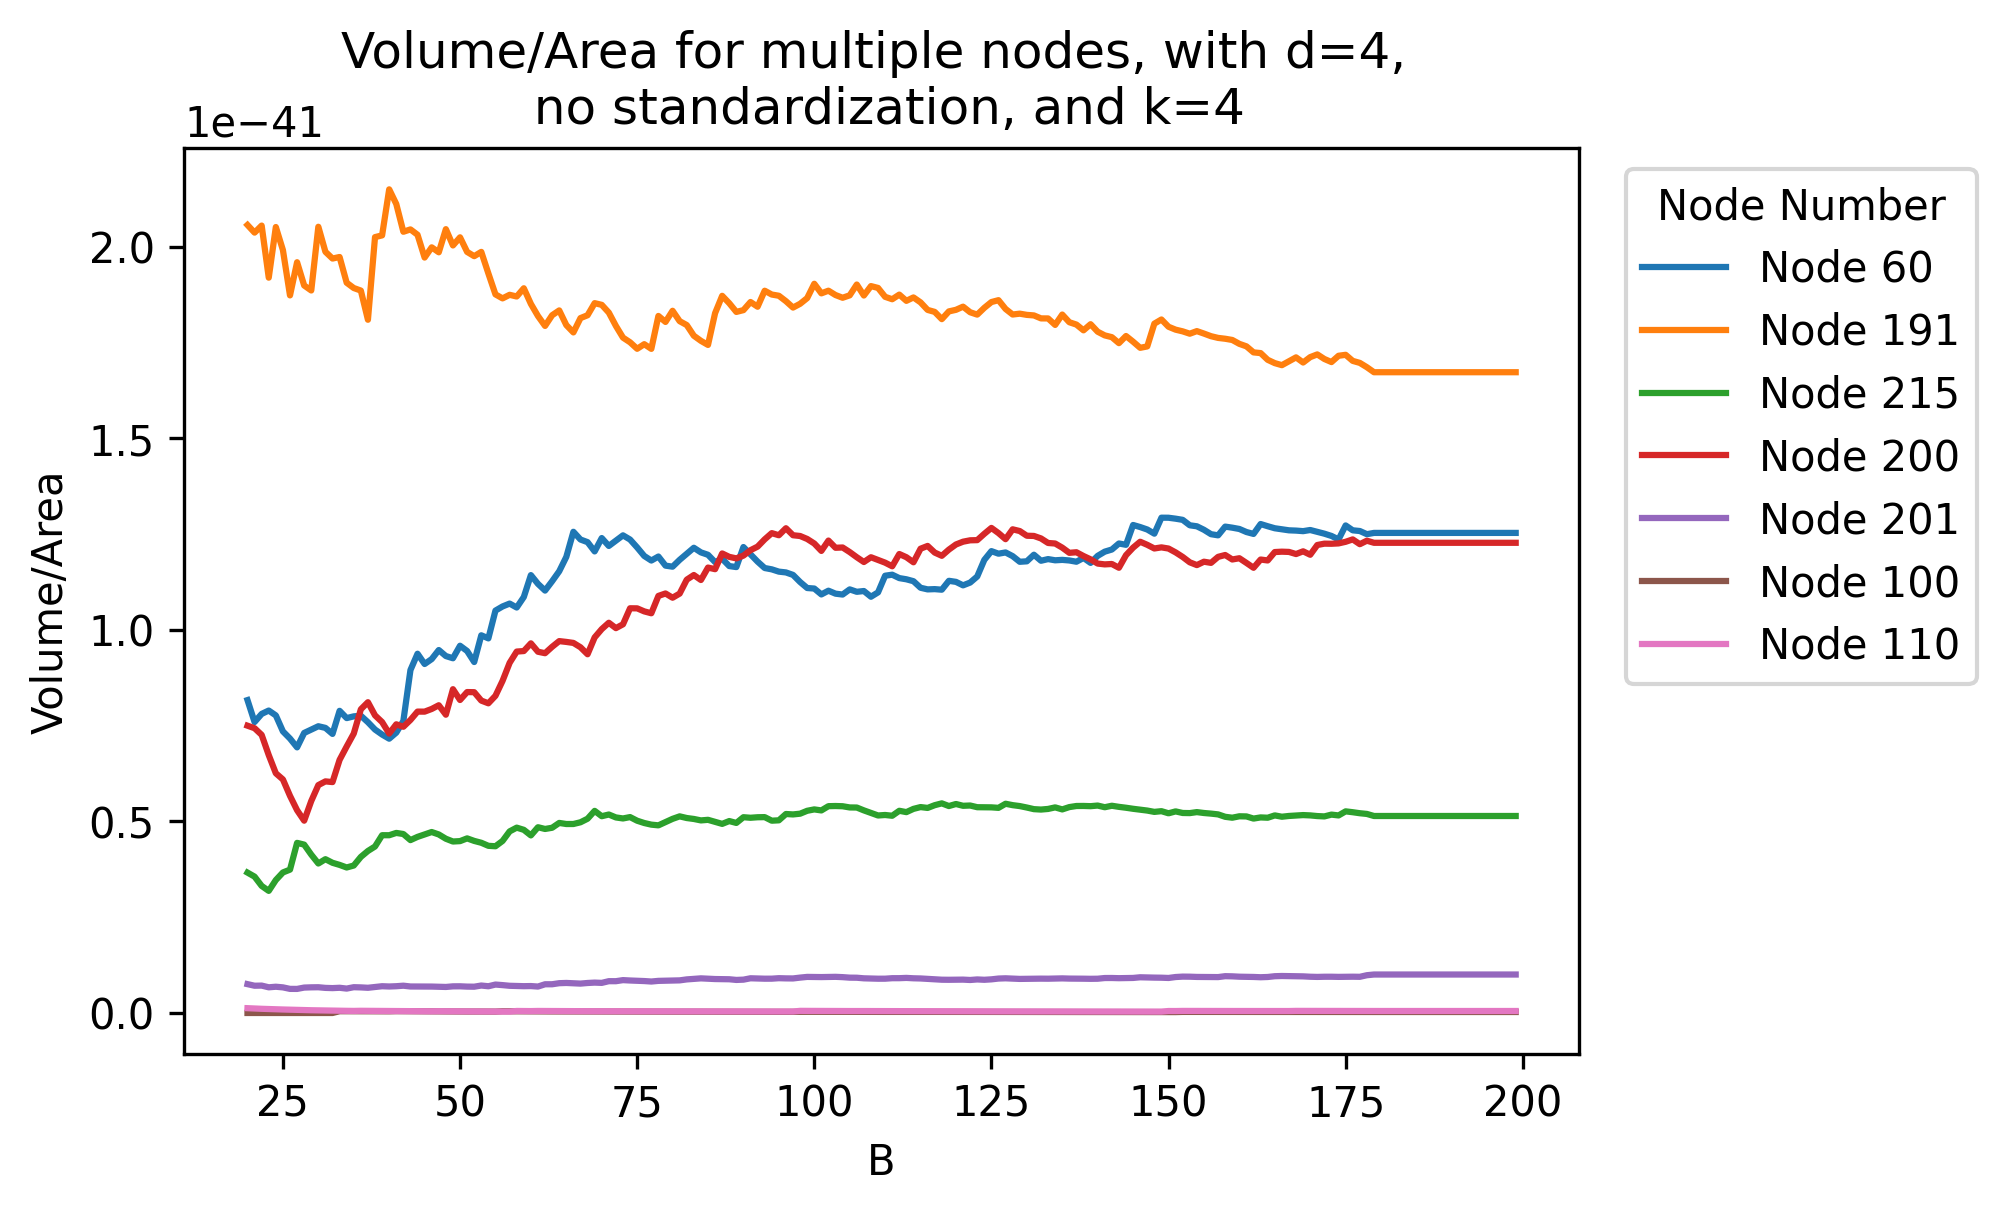 Volume/Area for multiple nodes, with d=4,
no standardization, and k=4
1e−41
2.0
1.5
1.0
0.5
0.0
Volume/Area
25 50 75 100 125 150 175 200
B
Node Number
Node 60
Node 191
Node 215
Node 200
Node 201
Node 100
Node 110